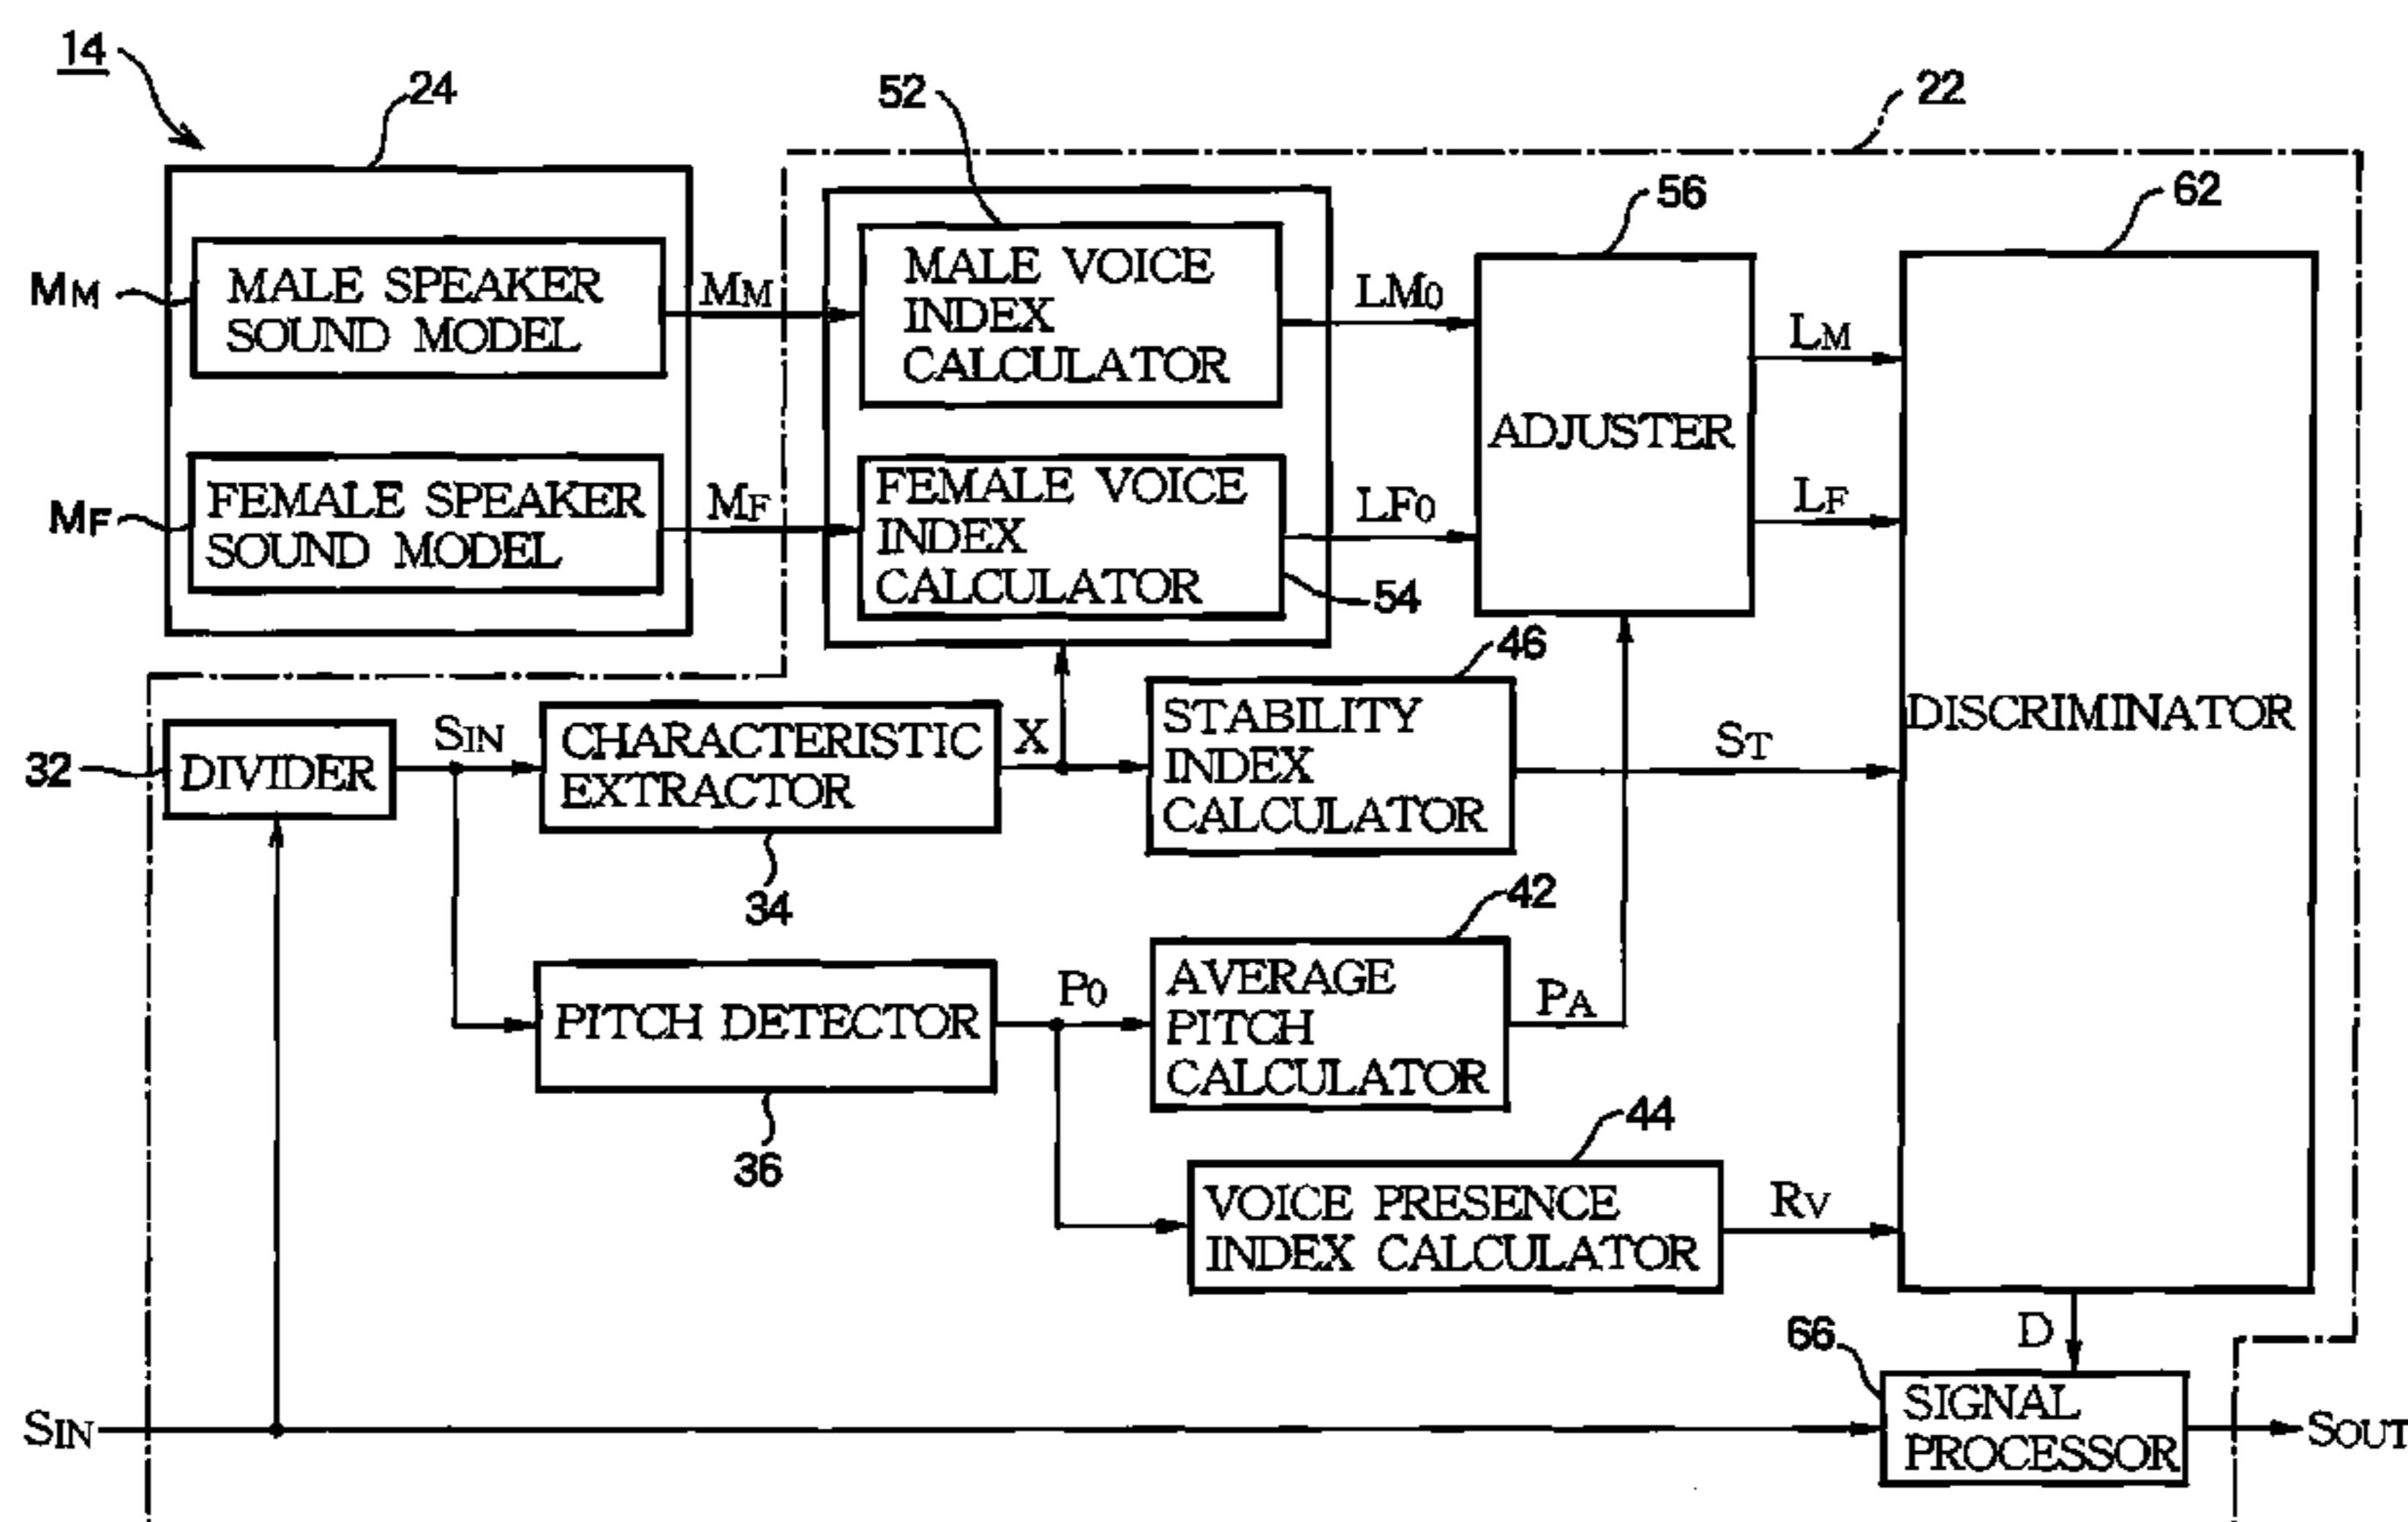 14
24
52
22
56
62
MM
MALE SPEAKER
SOUND MODEL
MM
MALE VOICE
INDEX
CALCULATOR
LM0
ADJUSTER
LM
MF
FEMALE SPEAKER
SOUND MODEL
MF
FEMALE VOICE
INDEX
CALCULATOR
54
LF0
LF
46
32
DIVIDER
SIN
CHARACTERISTIC
EXTRACTOR
34
X
STABILITY
INDEX
CALCULATOR
ST
DISCRIMINATOR
42
PITCH DETECTOR
36
P0
AVERAGE
PITCH
CALCULATOR
PA
44
VOICE PRESENCE
INDEX CALCULATOR
RV
D
66
SIN
SIGNAL
PROCESSOR
SOUT